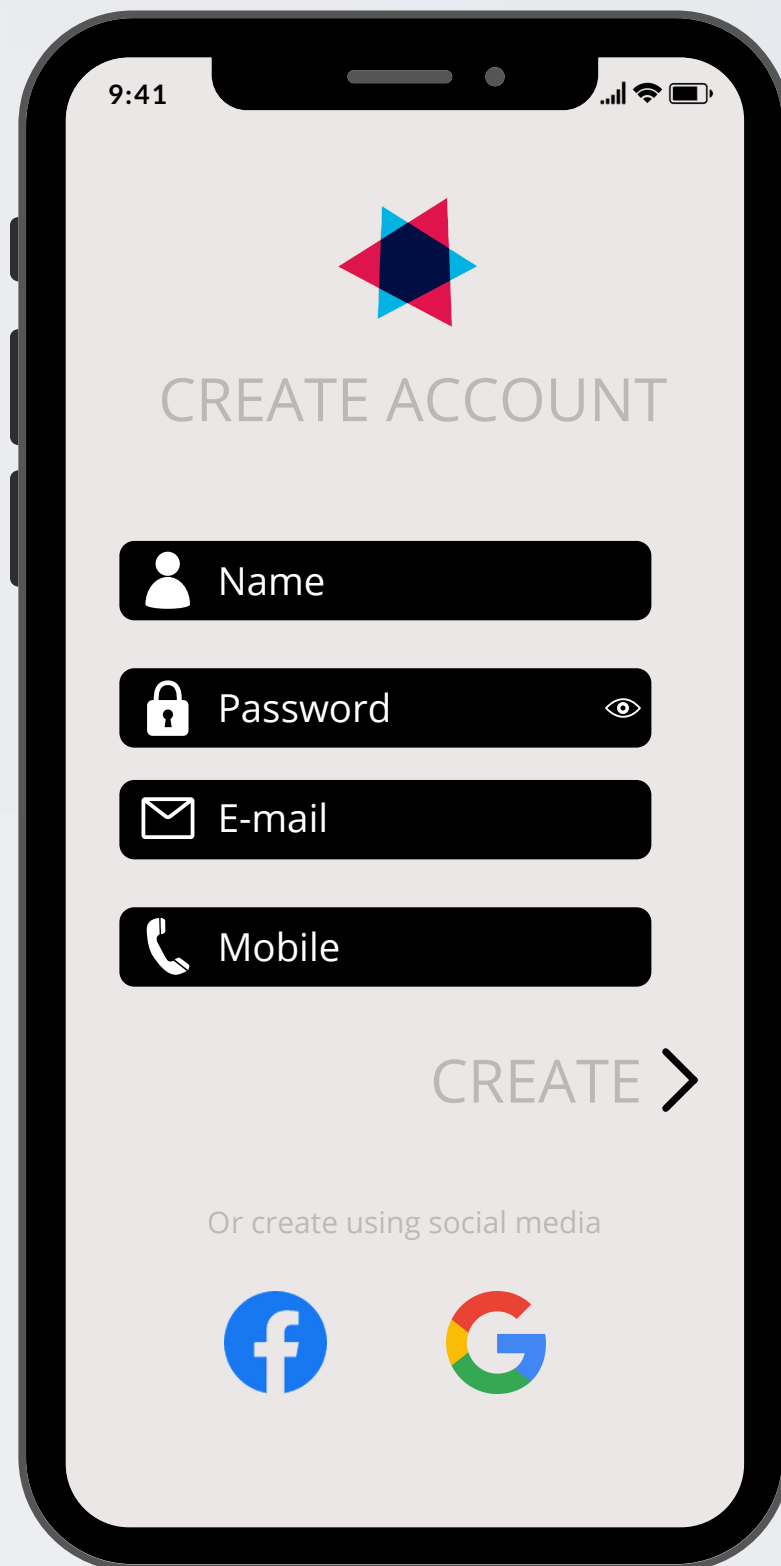 9:41
CREATE ACCOUNT
Name
Password
E-mail
Mobile
CREATE
Or create using social media